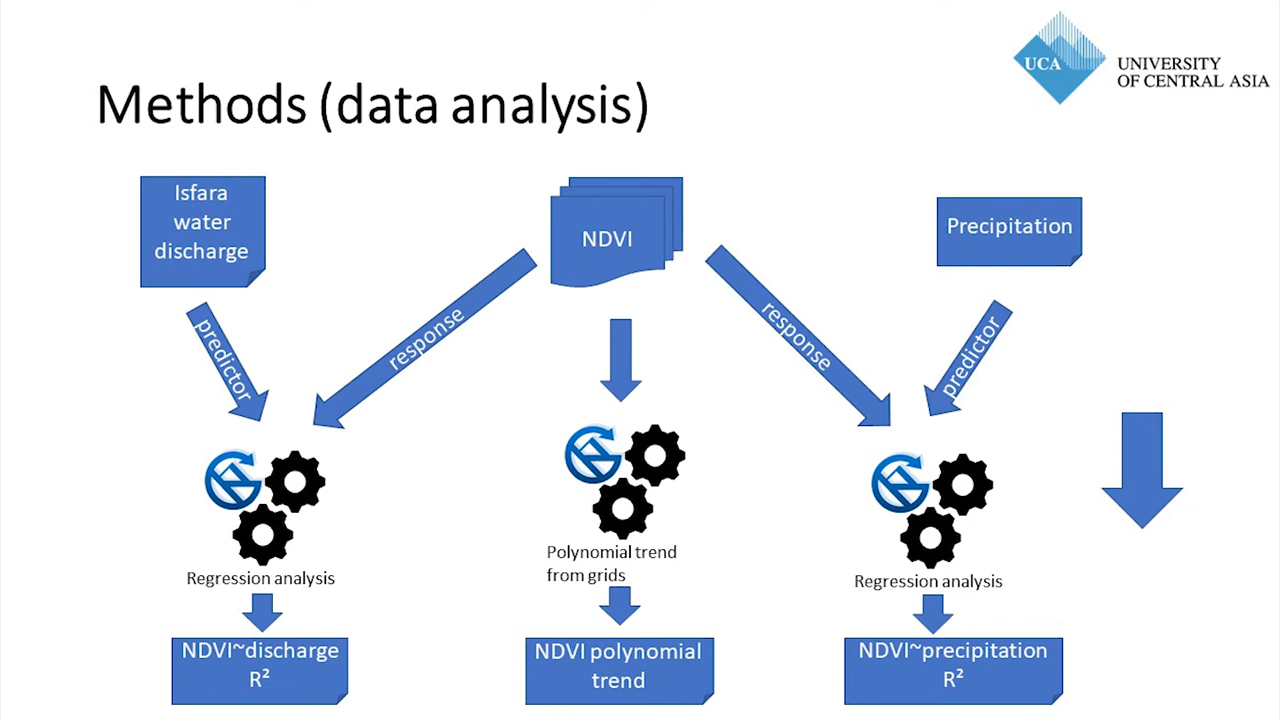 UCA
UNIVERSITY
OF CENTRAL ASIA
Methods (data analysis)
Isfara
water
discharge
NDVI
Precipitation
predictor
response
response
predictor
Regression analysis
Polynomial trend
from grids
Regression analysis
NDVI~discharge
R²
NDVI polynomial
trend
NDVI~precipitation
R²